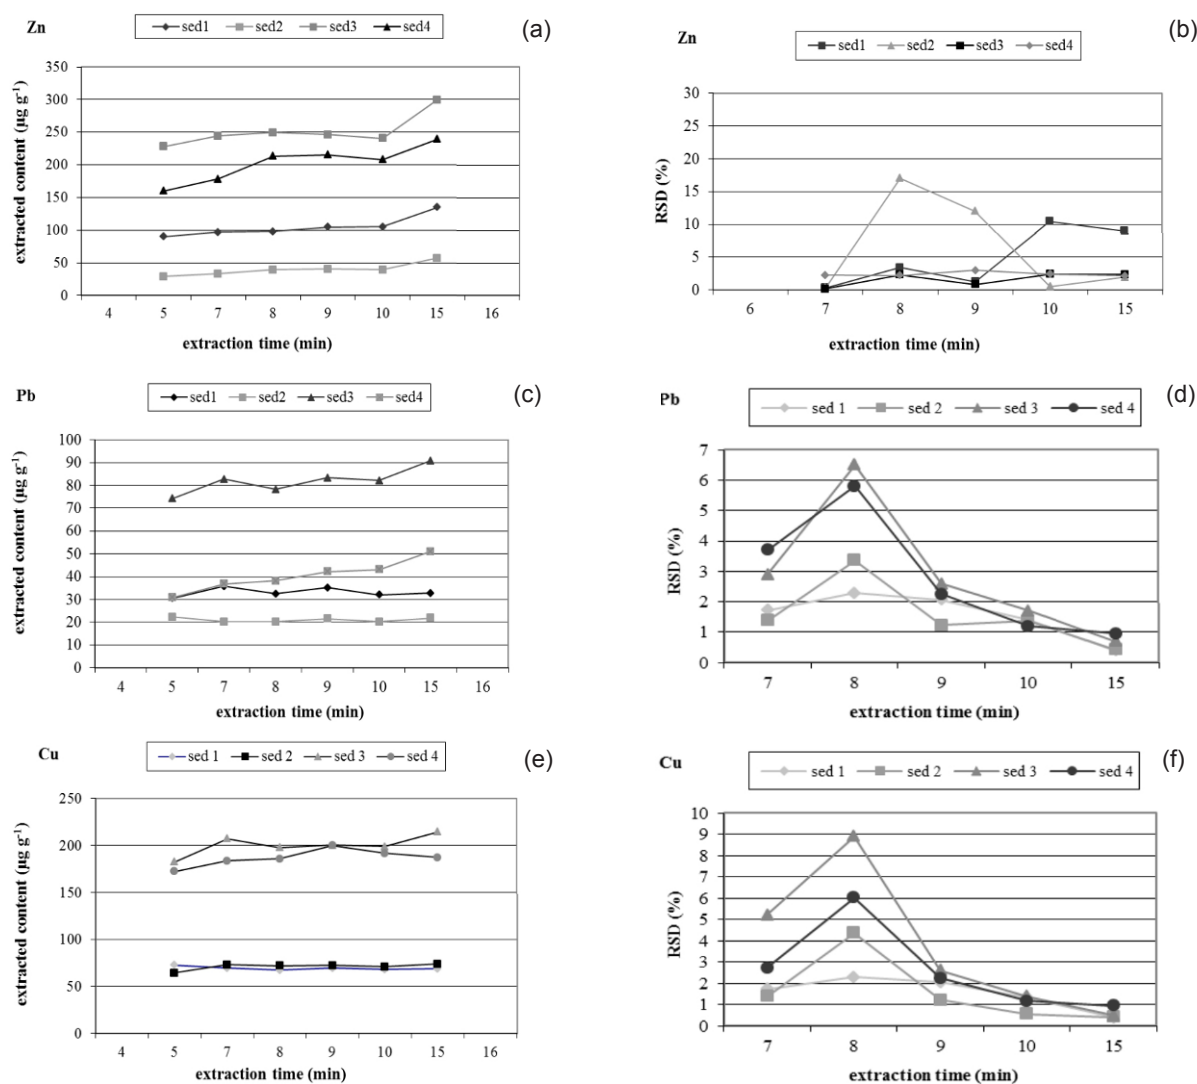 Zn
sed1 sed2 sed3 sed4
(a)
extracted content (µg g-1)
350
300
250
200
150
100
50
0
4 5 7 8 9 10 15 16
extraction time (min)
Zn
sed1 sed2 sed3 sed4
(b)
RSD (%)
30
25
20
15
10
5
0
6 7 8 9 10 15
extraction time (min)
Pb
sed1 sed2 sed3 sed4
(c)
extracted content (µg g-1)
100
90
80
70
60
50
40
30
20
10
0
4 5 7 8 9 10 15 16
extraction time (min)
Pb
sed 1 sed 2 sed 3 sed 4
(d)
RSD (%)
7
6
5
4
3
2
1
0
7 8 9 10 15
extraction time (min)
Cu
sed 1 sed 2 sed 3 sed 4
(e)
extracted content (µg g-1)
250
200
150
100
50
0
4 5 7 8 9 10 15 16
extraction time (min)
Cu
sed 1 sed 2 sed 3 sed 4
(f)
RSD (%)
10
9
8
7
6
5
4
3
2
1
0
7 8 9 10 15
extraction time (min)